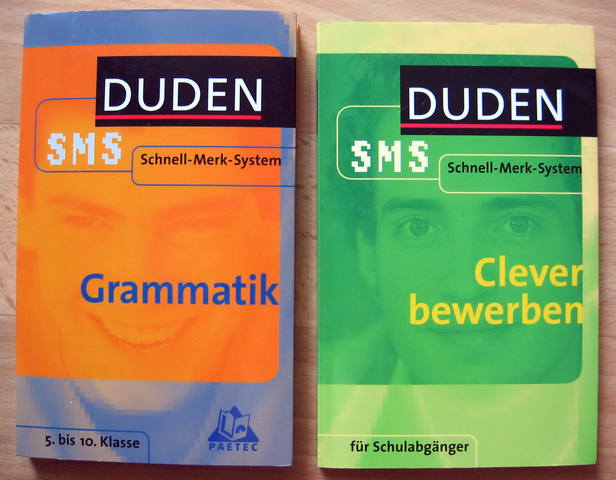 DUDEN
SMS
Schnell-Merk-System
Grammatik
5. bis 10. Klasse
PAETEC
DUDEN
SMS
Schnell-Merk-System
Clever
bewerben
für Schulabgänger